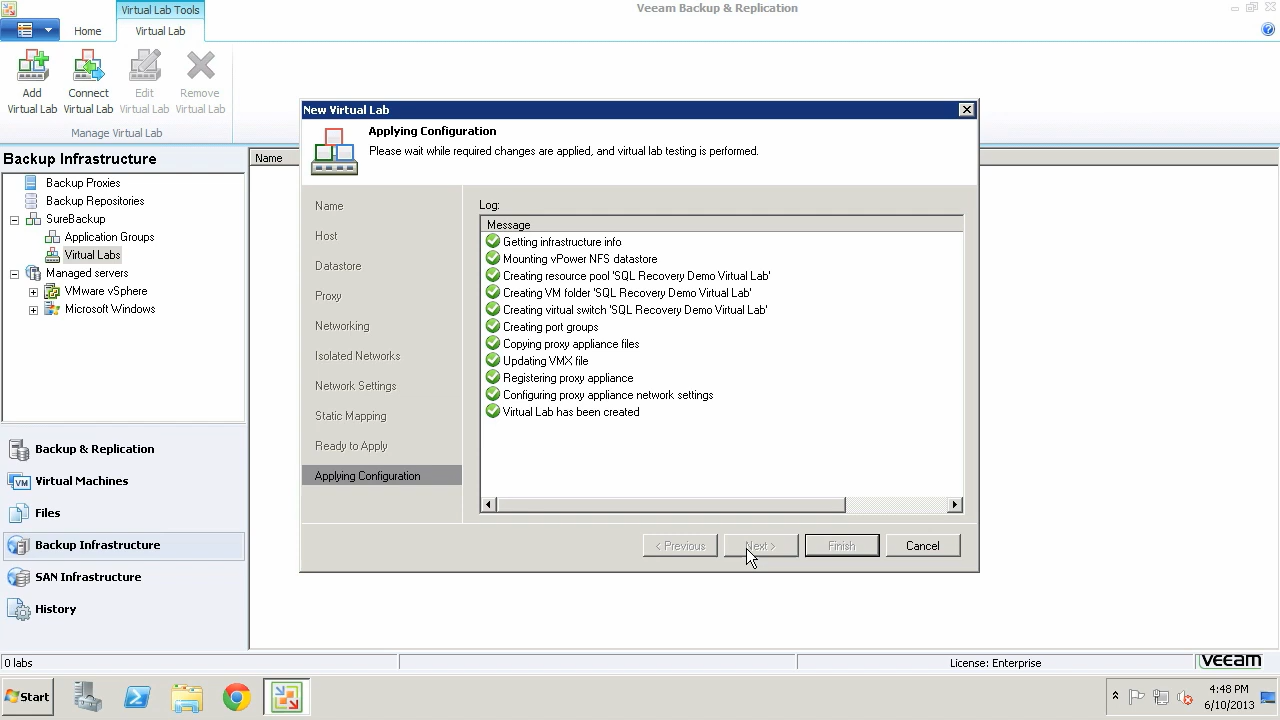 Virtual Lab Tools
Veeam Backup & Replication
Home
Virtual Lab
Add Virtual Lab
Connect Virtual Lab
Edit Virtual Lab
Remove Virtual Lab
Manage Virtual Lab
Backup Infrastructure
Backup Proxies
Backup Repositories
SureBackup
Application Groups
Virtual Labs
Managed servers
VMware vSphere
Microsoft Windows
Backup & Replication
VM
Virtual Machines
Files
Backup Infrastructure
SAN Infrastructure
History
Name
New Virtual Lab
Applying Configuration
Please wait while required changes are applied, and virtual lab testing is performed.
Name
Host
Datastore
Proxy
Networking
Isolated Networks
Network Settings
Static Mapping
Ready to Apply
Applying Configuration
Log:
Message
Getting infrastructure info
Mounting vPower NFS datastore
Creating resource pool 'SQL Recovery Demo Virtual Lab'
Creating VM folder 'SQL Recovery Demo Virtual Lab'
Creating virtual switch 'SQL Recovery Demo Virtual Lab'
Creating port groups
Copying proxy appliance files
Updating VMX file
Registering proxy appliance
Configuring proxy appliance network settings
Virtual Lab has been created
< Previous
Next >
Finish
Cancel
0 labs
License: Enterprise
veeam
Start
4:48 PM
6/10/2013